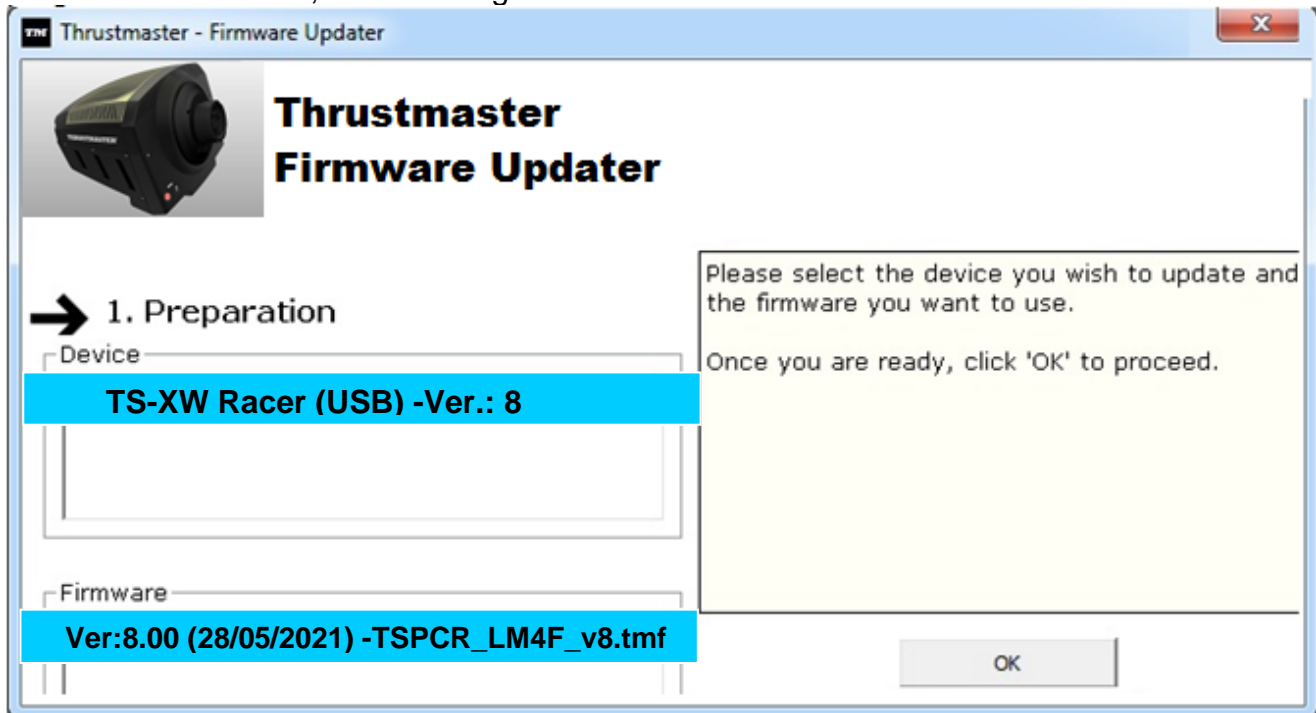 Thrustmaster - Firmware Updater
Thrustmaster
Firmware Updater
1. Preparation
Device
TS-XW Racer (USB) -Ver.: 8
Firmware
Ver:8.00 (28/05/2021) -TSPCR_LM4F_v8.tmf
Please select the device you wish to update and
the firmware you want to use.
Once you are ready, click 'OK' to proceed.
OK